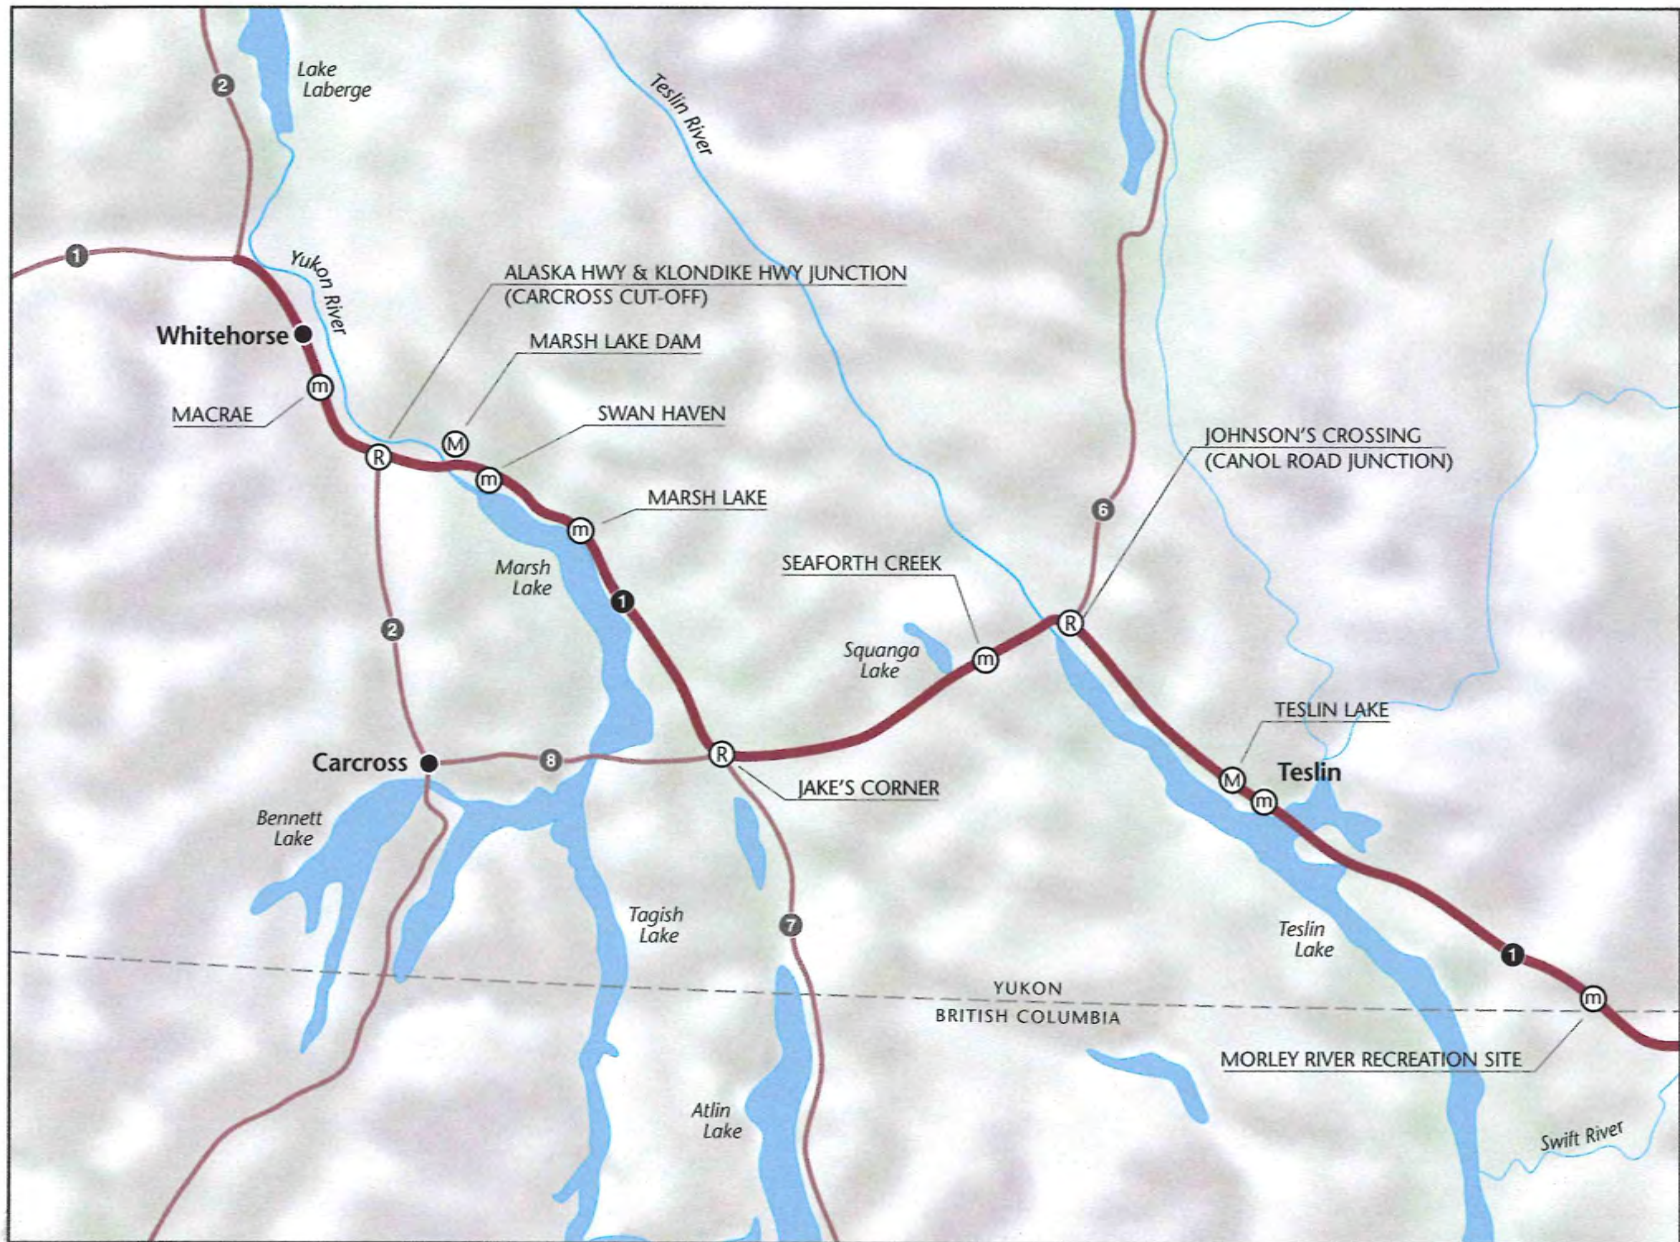 2
Lake
Laberge
Teslin River
1
Yukon River
ALASKA HWY & KLONDIKE HWY JUNCTION
(CARCROSS CUT-OFF)
Whitehorse
MARSH LAKE DAM
m
MACRAE
SWAN HAVEN
M
R
m
JOHNSON'S CROSSING
(CANOL ROAD JUNCTION)
MARSH LAKE
m
6
Marsh
Lake
SEAFORTH CREEK
1
2
R
Squanga
Lake
m
TESLIN LAKE
Carcross
8
R
JAKE'S CORNER
M
Teslin
m
Bennett
Lake
Tagish
Lake
7
Teslin
Lake
1
YUKON
BRITISH COLUMBIA
m
MORLEY RIVER RECREATION SITE
Atlin
Lake
Swift River